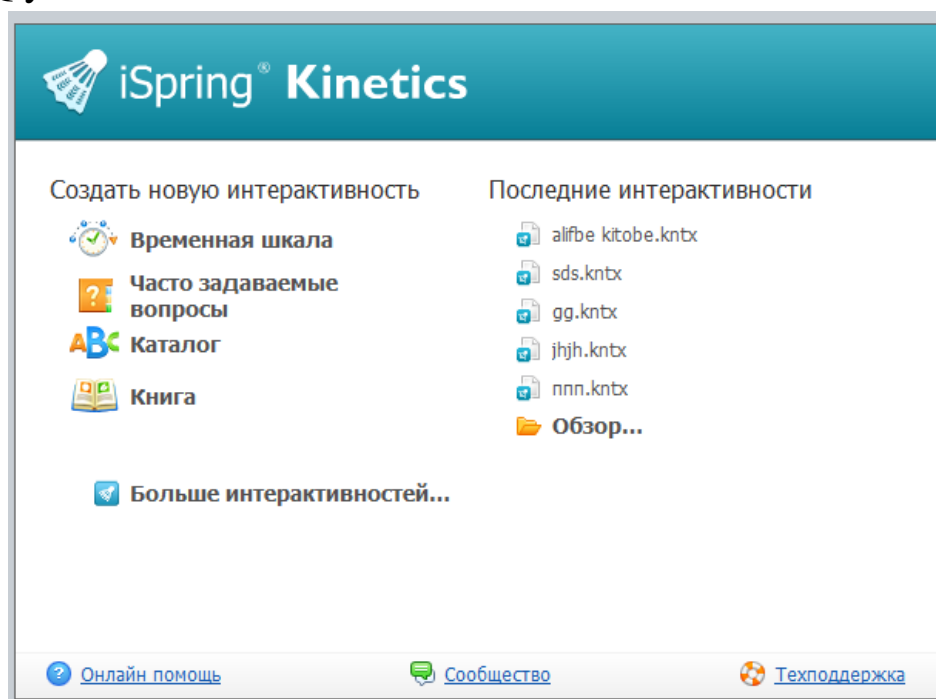 iSpring® Kinetics
Создать новую интерактивность
Временная шкала
Часто задаваемые
вопросы
Каталог
Книга
Больше интерактивностей...
Последние интерактивности
alifbe kitobe.kntx
sds.kntx
gg.kntx
jhjh.kntx
nnn.kntx
Обзор...
Онлайн помощь
Сообщество
Техподдержка